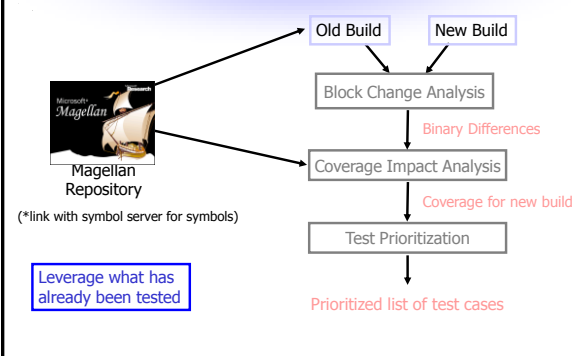 Old Build
New Build
Block Change Analysis
Binary Differences
Research
Microsoft
Magellan
Magellan
Repository
Coverage Impact Analysis
(*link with symbol server for symbols)
Coverage for new build
Test Prioritization
Leverage what has
already been tested
Prioritized list of test cases